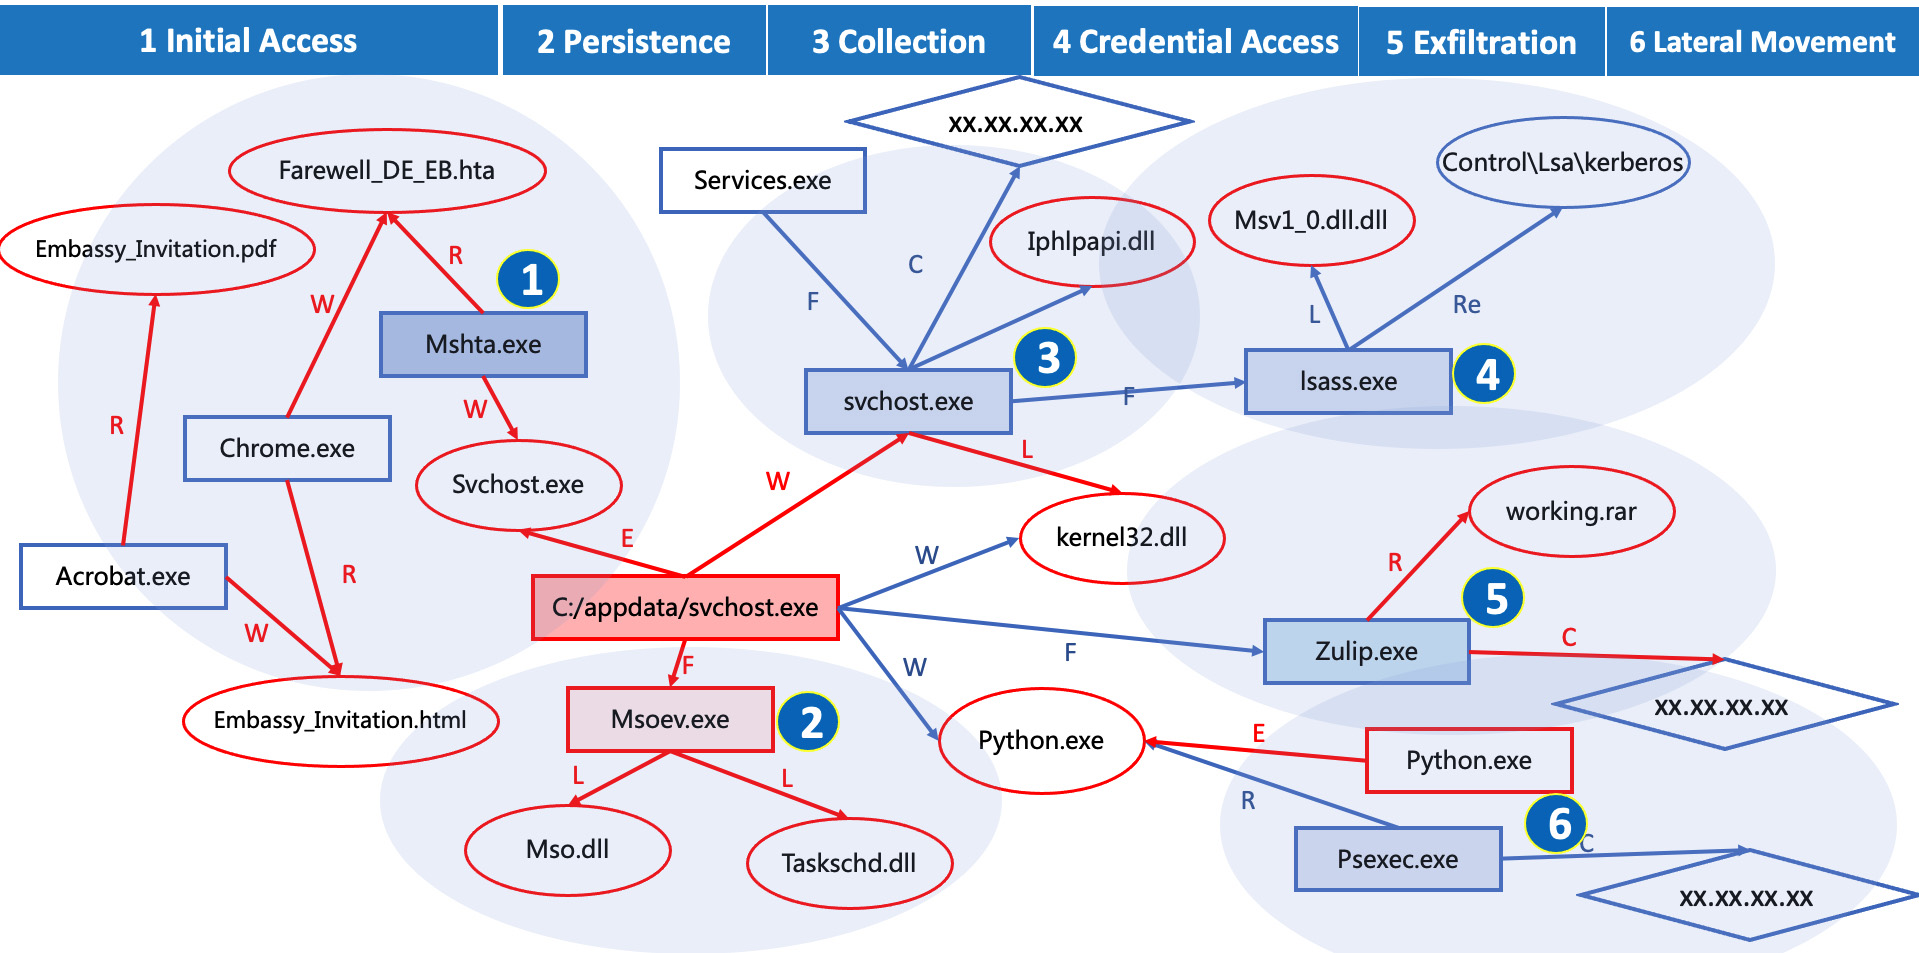 1 Initial Access
2 Persistence
3 Collection
4 Credential Access
5 Exfiltration
6 Lateral Movement
xx.xx.xx.xx
Farewell_DE_EB.hta
Services.exe
Control\Lsa\kerberos
Embassy_Invitation.pdf
Msv1_0.dll.dll
Iphlpapi.dll
R
C
1
W
F
L
Re
Mshta.exe
3
svchost.exe
F
lsass.exe
4
W
R
Chrome.exe
L
W
Svchost.exe
working.rar
E
kernel32.dll
W
R
R
Acrobat.exe
C:/appdata/svchost.exe
5
W
F
W
F
Zulip.exe
C
Embassy_Invitation.html
Msoev.exe
2
xx.xx.xx.xx
Python.exe
E
Python.exe
L
L
R
6
C
Mso.dll
Taskschd.dll
Psexec.exe
xx.xx.xx.xx